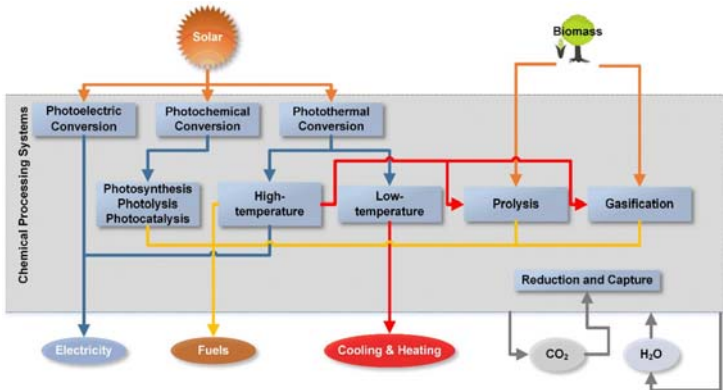 Solar
Biomass
Photoelectric
Conversion
Photochemical
Conversion
Photothermal
Conversion
Chemical Processing Systems
Photosynthesis
Photolysis
Photocatalysis
High-
temperature
Low-
temperature
Prolysis
Gasification
Reduction and Capture
Electricity
Fuels
Cooling & Heating
CO₂
H₂O